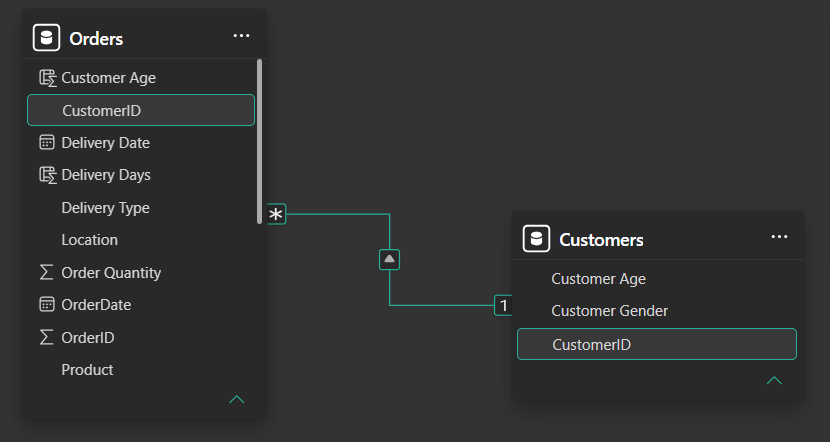 Orders
Customer Age
CustomerID
Delivery Date
Delivery Days
Delivery Type
Location
Order Quantity
OrderDate
OrderID
Product
*
1
Customers
Customer Age
Customer Gender
CustomerID